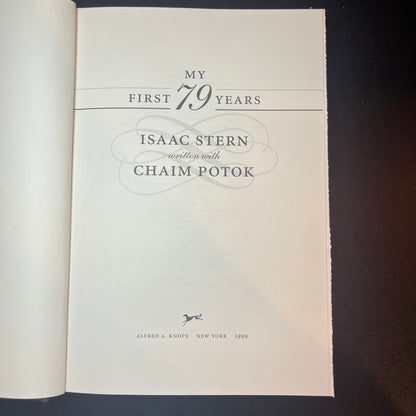 MY
FIRST 79 YEARS
ISAAC STERN
written with
CHAIM POTOK
ALFRED A. KNOPF NEW YORK 1999